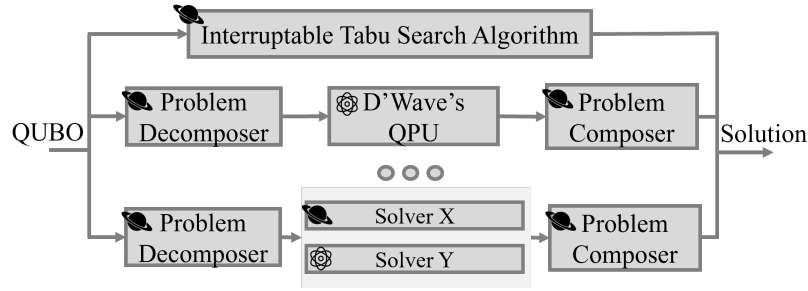 Interruptable Tabu Search Algorithm
QUBO
Problem
Decomposer
D'Wave's
QPU
Problem
Composer
Solution
Problem
Decomposer
Solver X
Solver Y
Problem
Composer